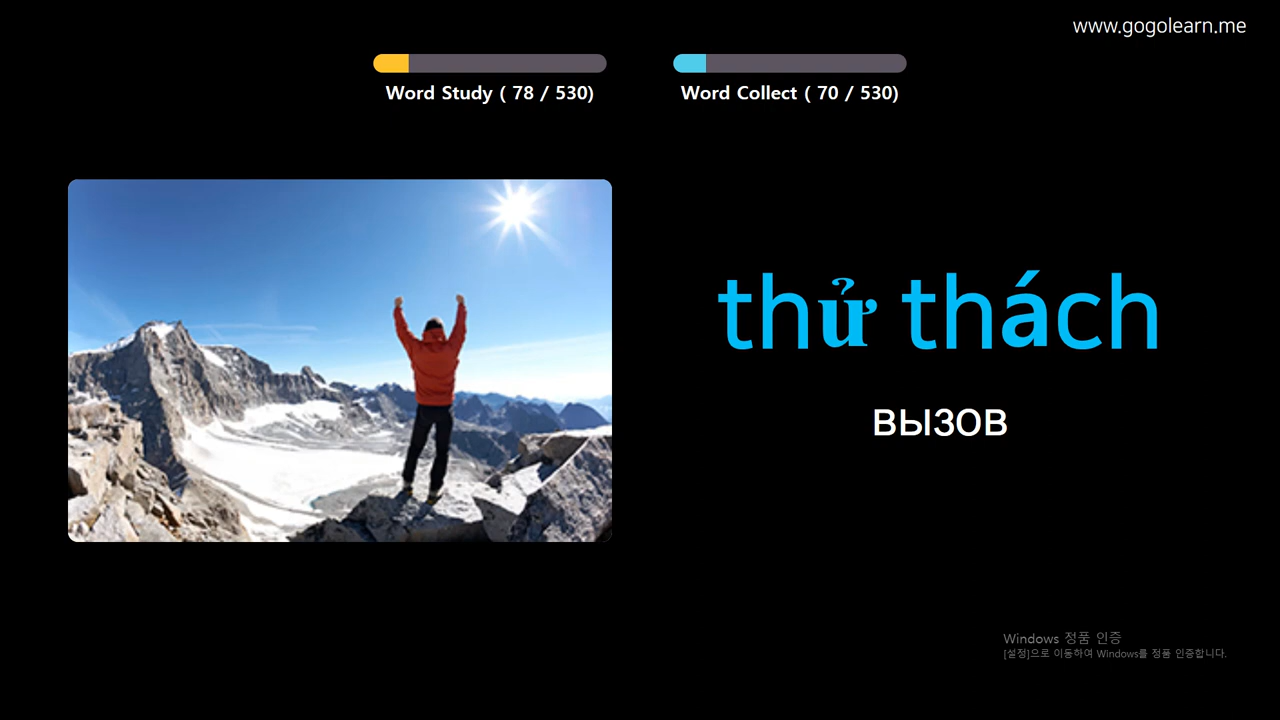 www.gogolearn.me
Word Study ( 78 / 530)
Word Collect ( 70 / 530)
thử thách
вызов
Windows 정품 인증
[설정]으로 이동하여 Windows를 정품 인증합니다.